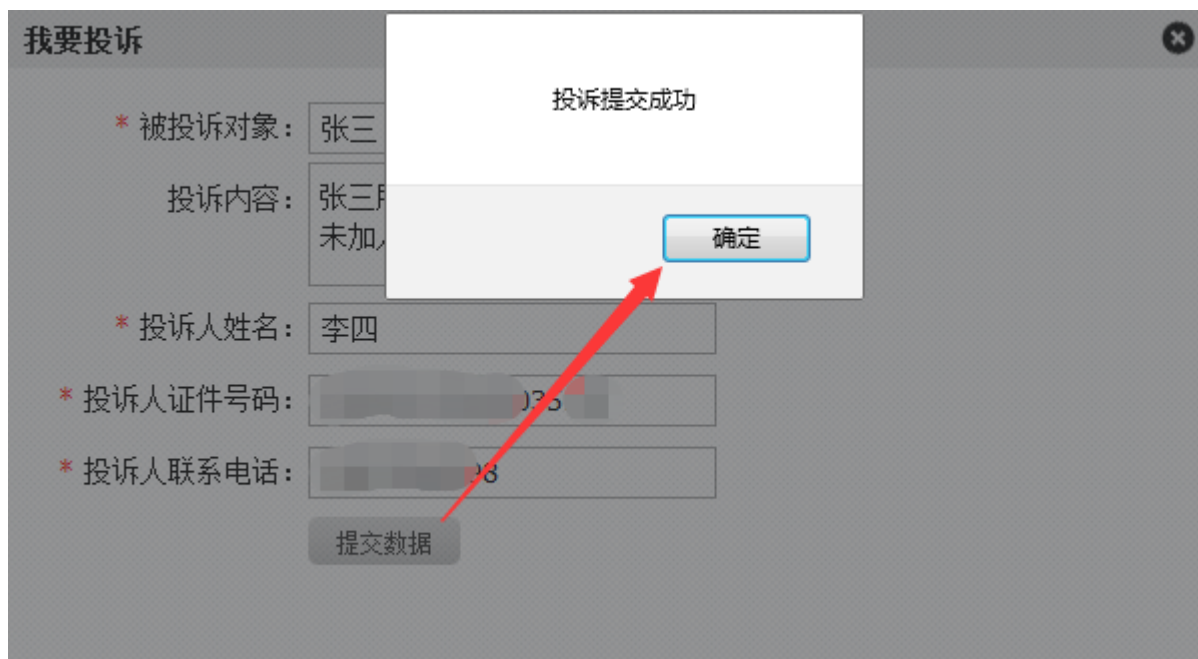 我要投诉
投诉提交成功
确定
* 被投诉对象：
张三
投诉内容：
张三
未加
* 投诉人姓名：
李四
* 投诉人证件号码：
035
* 投诉人联系电话：
98
提交数据